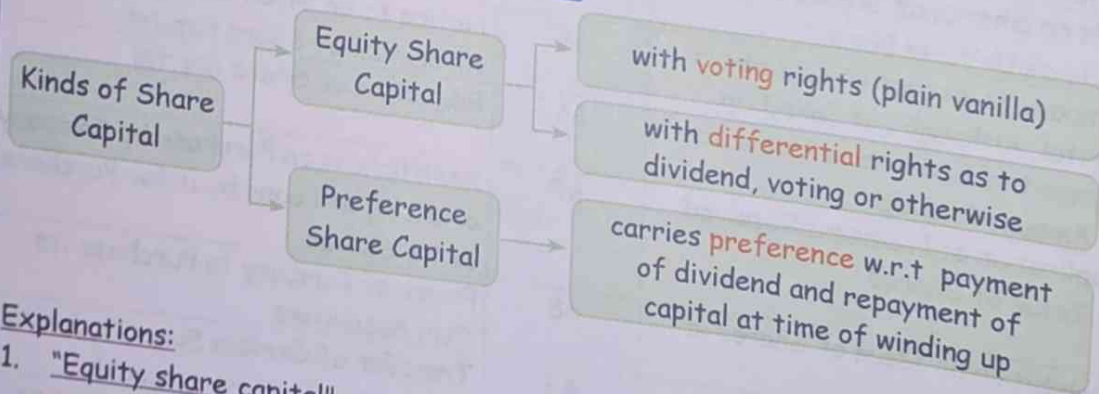 Kinds of Share
Capital
Equity Share
Capital
with voting rights (plain vanilla)
with differential rights as to
dividend, voting or otherwise
Preference
Share Capital
carries preference w.r.t payment
of dividend and repayment of
capital at time of winding up
Explanations:
1. "Equity share capital"